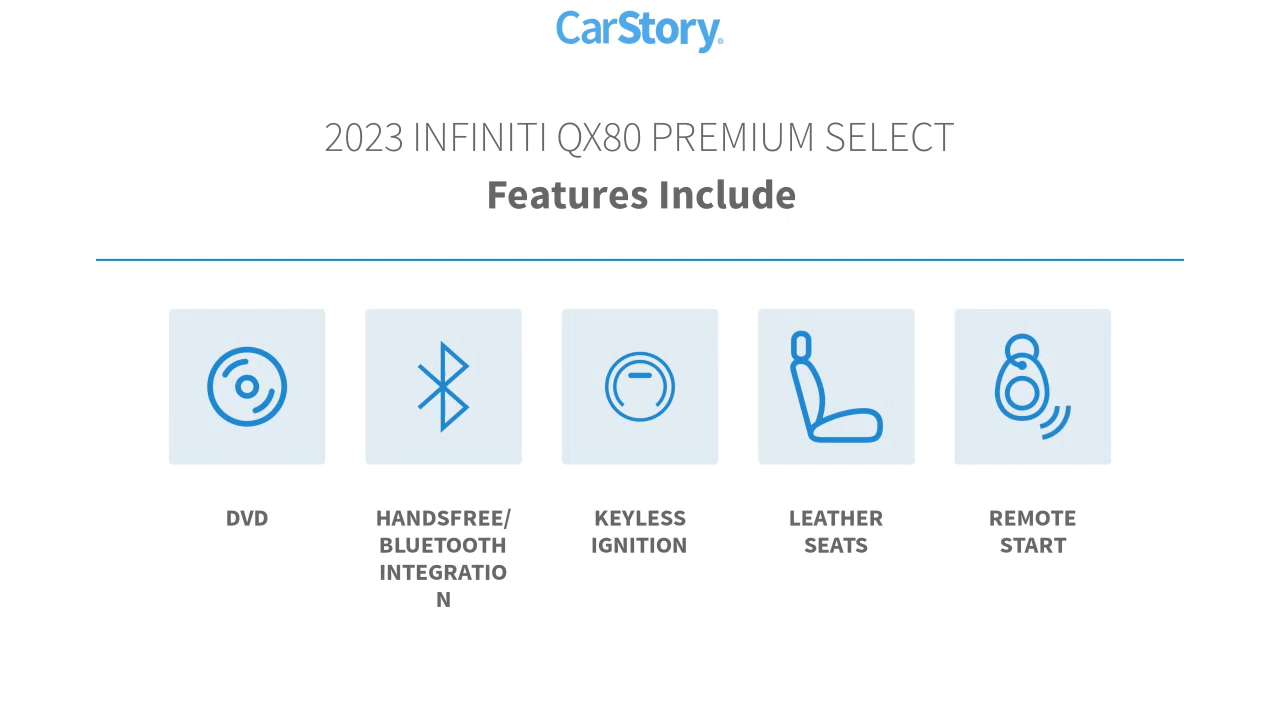 CarStory®
2023 INFINITI QX80 PREMIUM SELECT
Features Include
DVD
HANDSFREE/
BLUETOOTH
INTEGRATIO
N
KEYLESS
IGNITION
LEATHER
SEATS
REMOTE
START